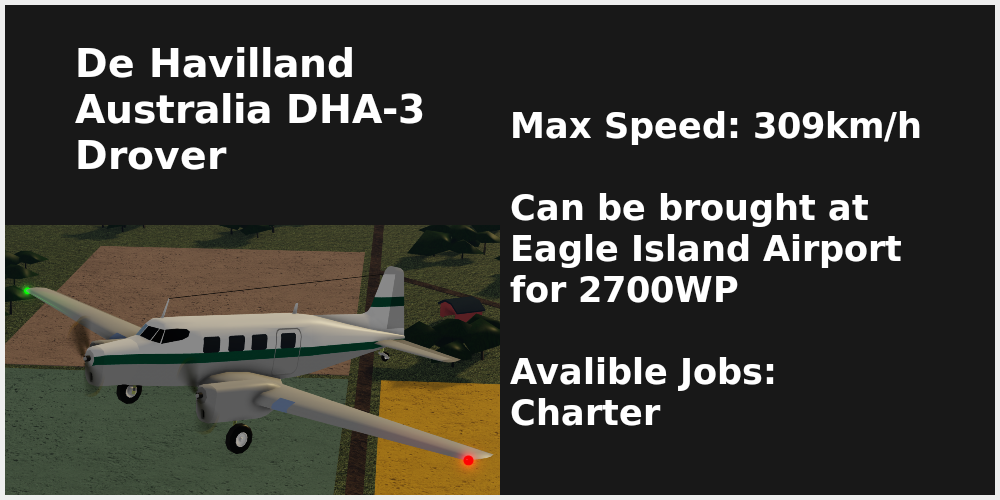 De Havilland
Australia DHA-3
Drover
Max Speed: 309km/h
Can be brought at
Eagle Island Airport
for 2700WP
Avalible Jobs:
Charter